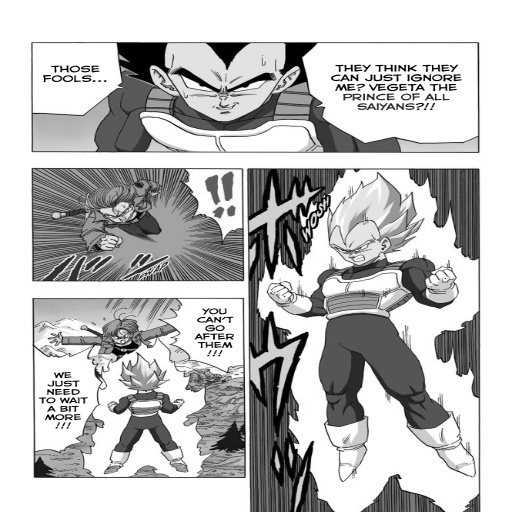 THOSE
FOOLS...
THEY THINK THEY
CAN JUST IGNORE
ME? VEGETA THE
PRINCE OF ALL
SAIYANS?!!
!!
WOSH
YOU
CAN'T
GO
AFTER
THEM
!!!
WE
JUST
NEED
TO WAIT
A BIT
MORE
!!!